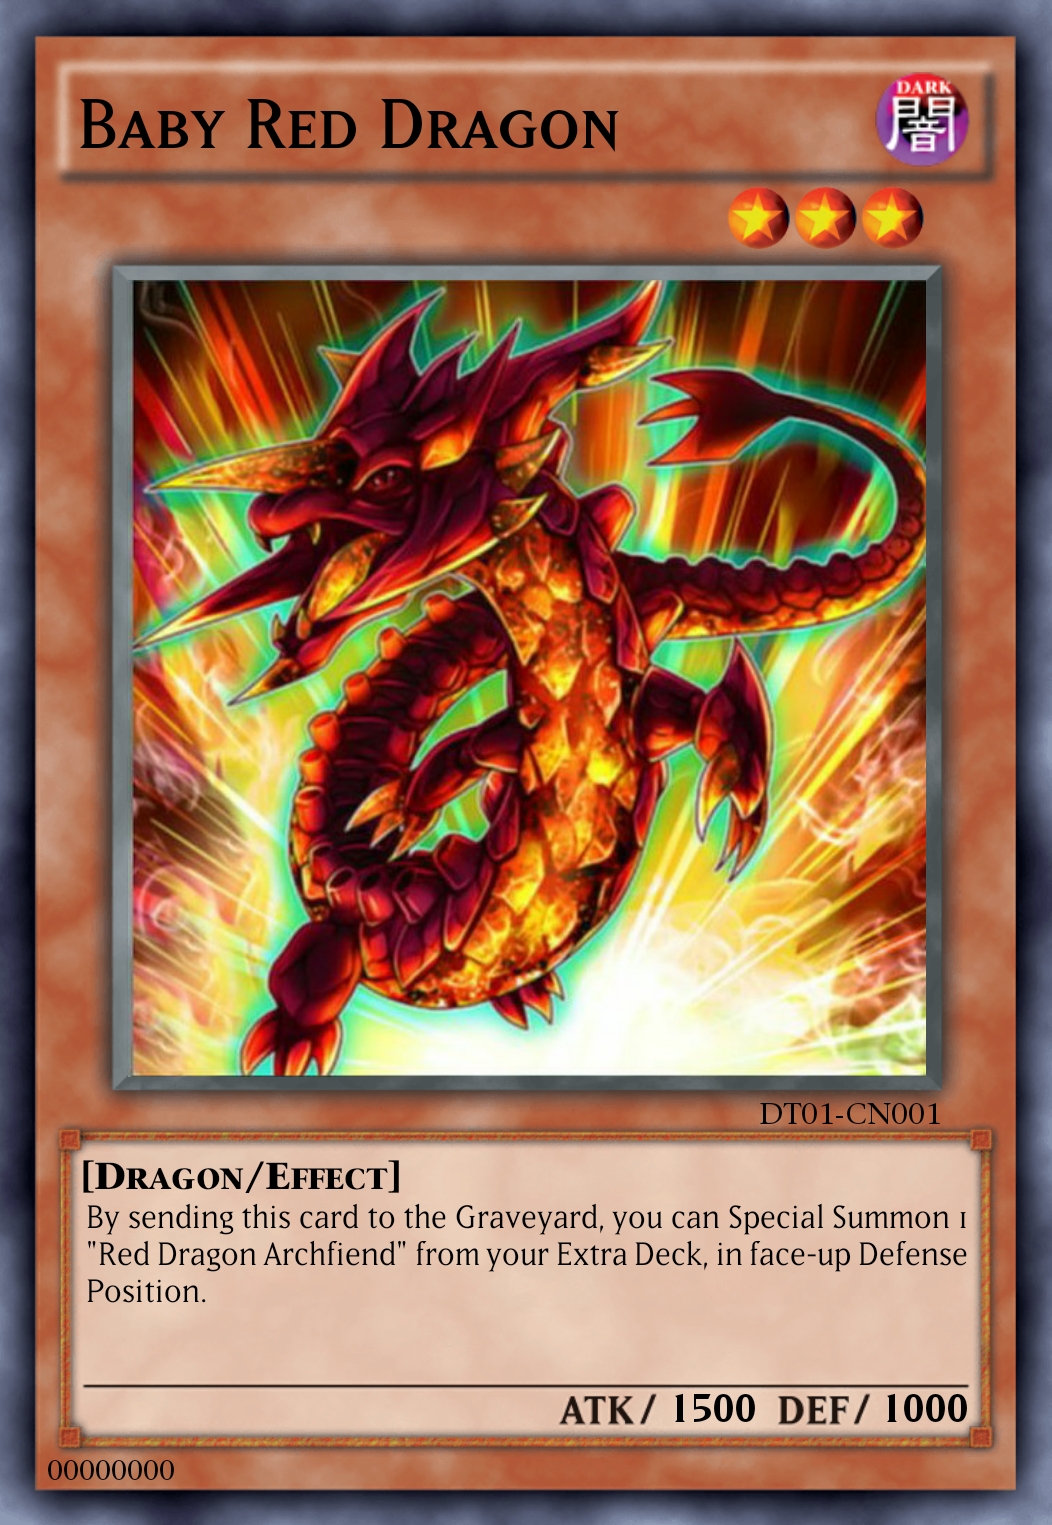 Baby Red Dragon
DARK
闇
DT01-CN001
[Dragon/Effect]
By sending this card to the Graveyard, you can Special Summon 1
"Red Dragon Archfiend" from your Extra Deck, in face-up Defense
Position.
ATK/ 1500 DEF/ 1000
00000000